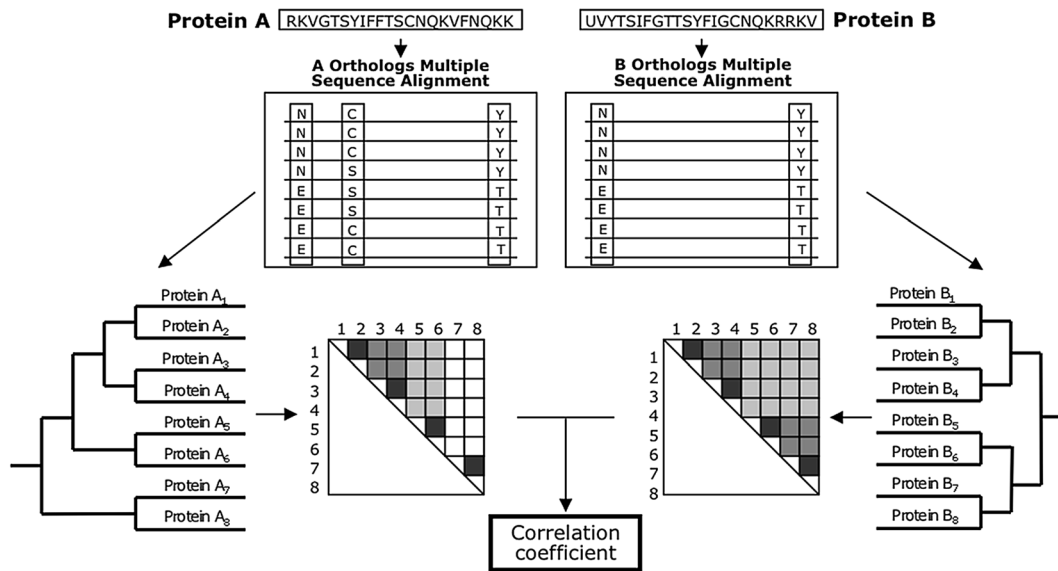 Protein A RKVGTSYIFFTSCNQKVFNQKK
UVYTSIFGTTSYFIGCNQKRRKV Protein B
A Orthologs Multiple
Sequence Alignment
B Orthologs Multiple
Sequence Alignment
N C Y
N C Y
N C Y
N S Y
E S T
E S T
E C T
E C T
N Y
N Y
N Y
N Y
E T
E T
E T
E T
Protein A1
Protein A2
Protein A3
Protein A4
Protein A5
Protein A6
Protein A7
Protein A8
1 2 3 4 5 6 7 8
1
2
3
4
5
6
7
8
1 2 3 4 5 6 7 8
1
2
3
4
5
6
7
8
Protein B1
Protein B2
Protein B3
Protein B4
Protein B5
Protein B6
Protein B7
Protein B8
Correlation
coefficient